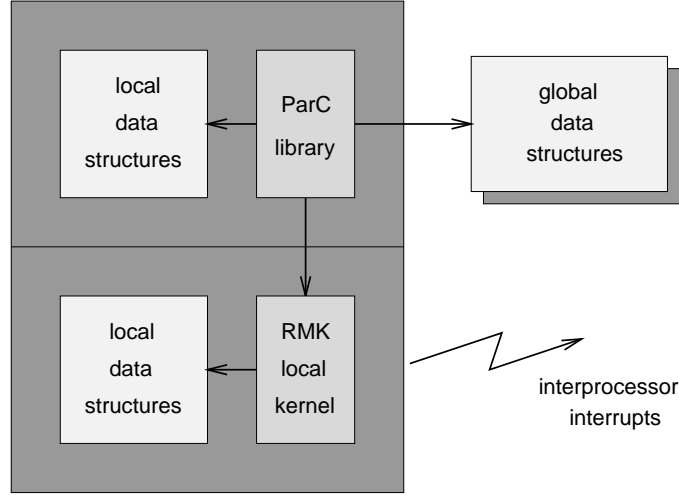 local
data
structures
ParC
library
global
data
structures
local
data
structures
RMK
local
kernel
interprocessor
interrupts